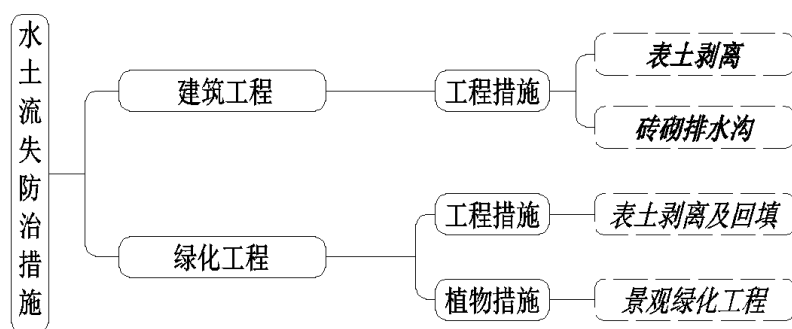 水土流失防治措施
建筑工程
工程措施
表土剥离
砖砌排水沟
绿化工程
工程措施
表土剥离及回填
植物措施
景观绿化工程